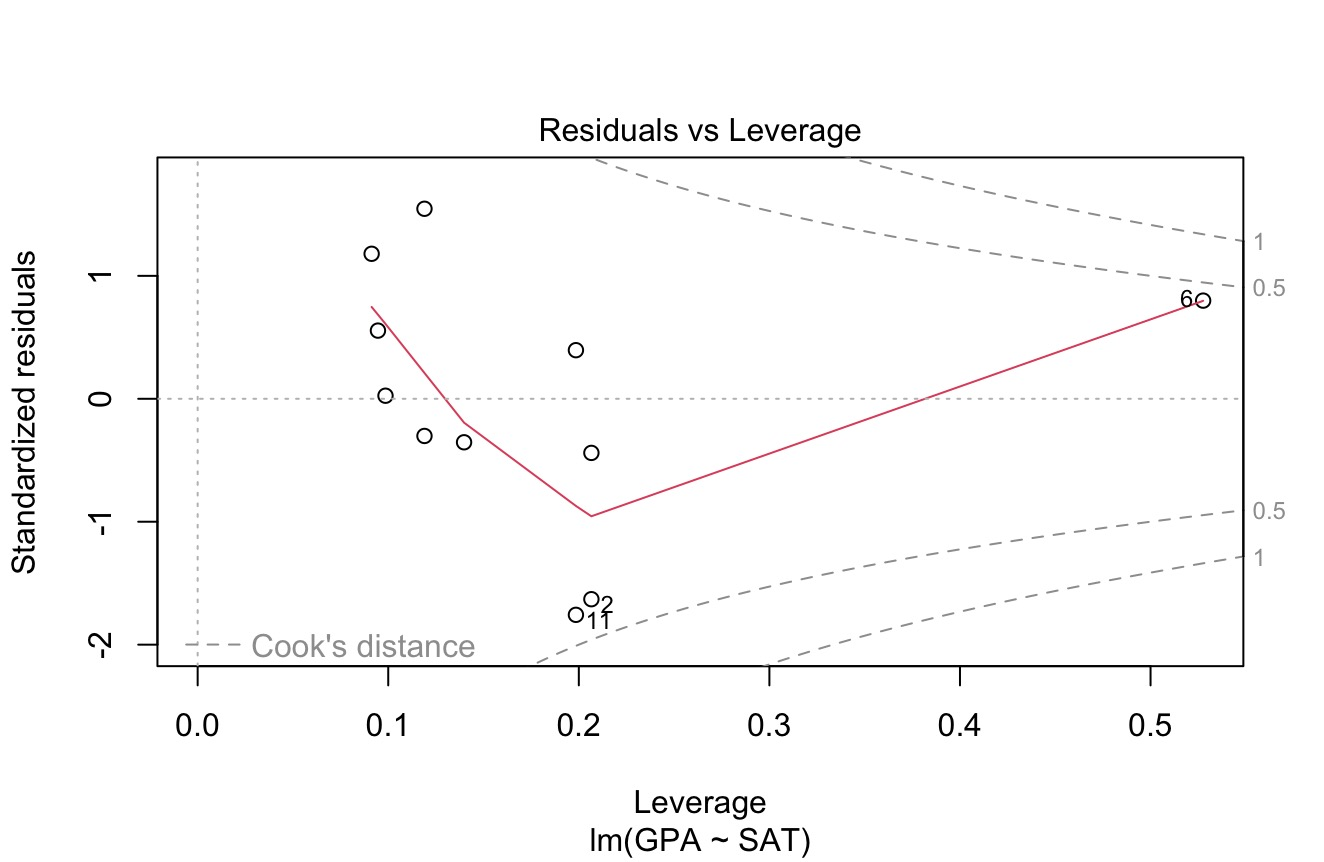 Residuals vs Leverage
Standardized residuals
1
0
-1
-2
1
0.5
0.5
1
6
2
11
Cook's distance
0.0 0.1 0.2 0.3 0.4 0.5
Leverage
lm(GPA ~ SAT)